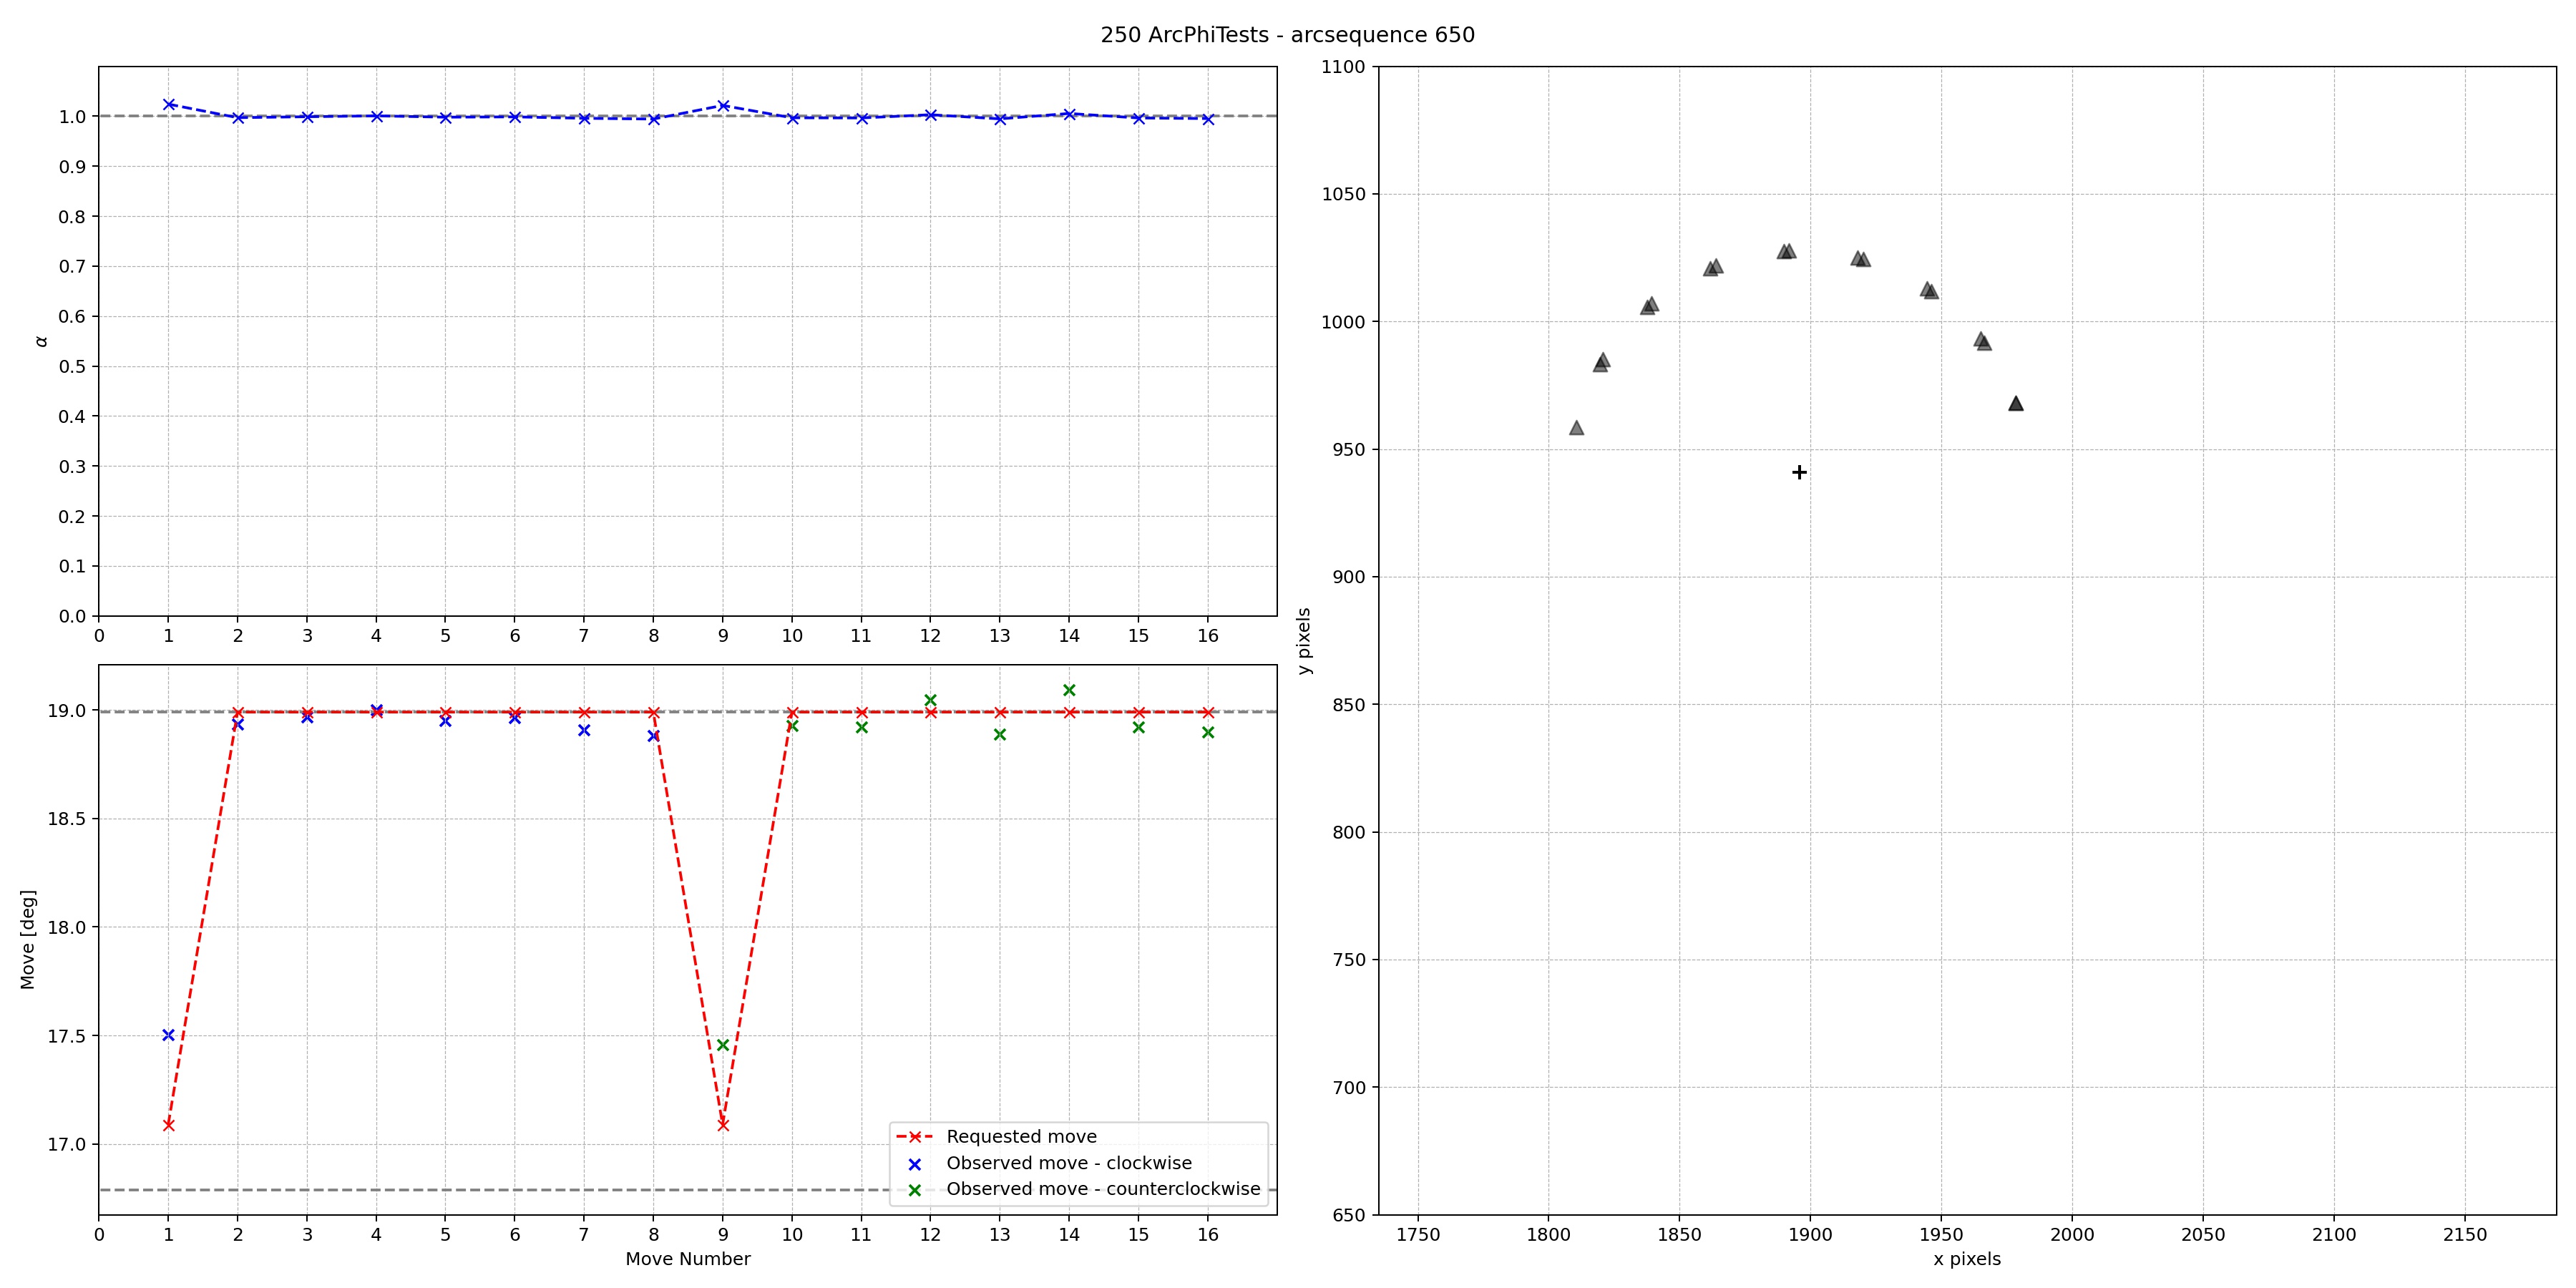 250 ArcPhiTests - arcsequence 650
1.0
0.9
0.8
0.7
0.6
0.5
0.4
0.3
0.2
0.1
0.0
α
0 1 2 3 4 5 6 7 8 9 10 11 12 13 14 15 16
19.0
18.5
18.0
17.5
17.0
Move [deg]
Requested move
Observed move - clockwise
Observed move - counterclockwise
0 1 2 3 4 5 6 7 8 9 10 11 12 13 14 15 16
Move Number
1100
1050
1000
950
900
850
800
750
700
650
y pixels
1750 1800 1850 1900 1950 2000 2050 2100 2150
x pixels